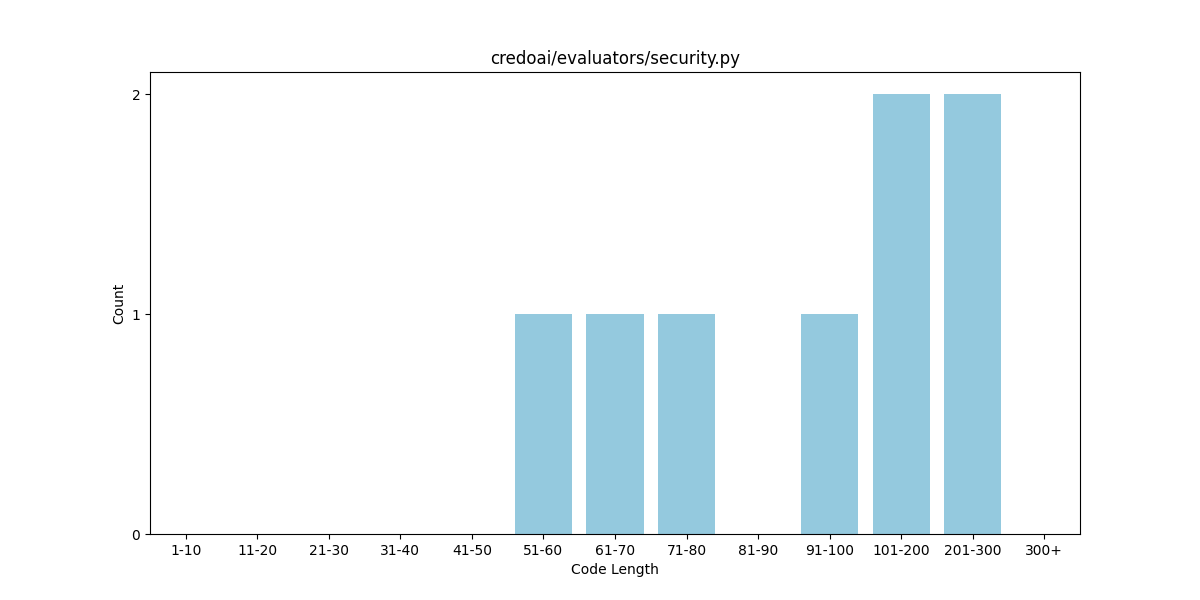 credoai/evaluators/security.py
Count
2
1
0
1-10 11-20 21-30 31-40 41-50 51-60 61-70 71-80 81-90 91-100 101-200 201-300 300+
Code Length